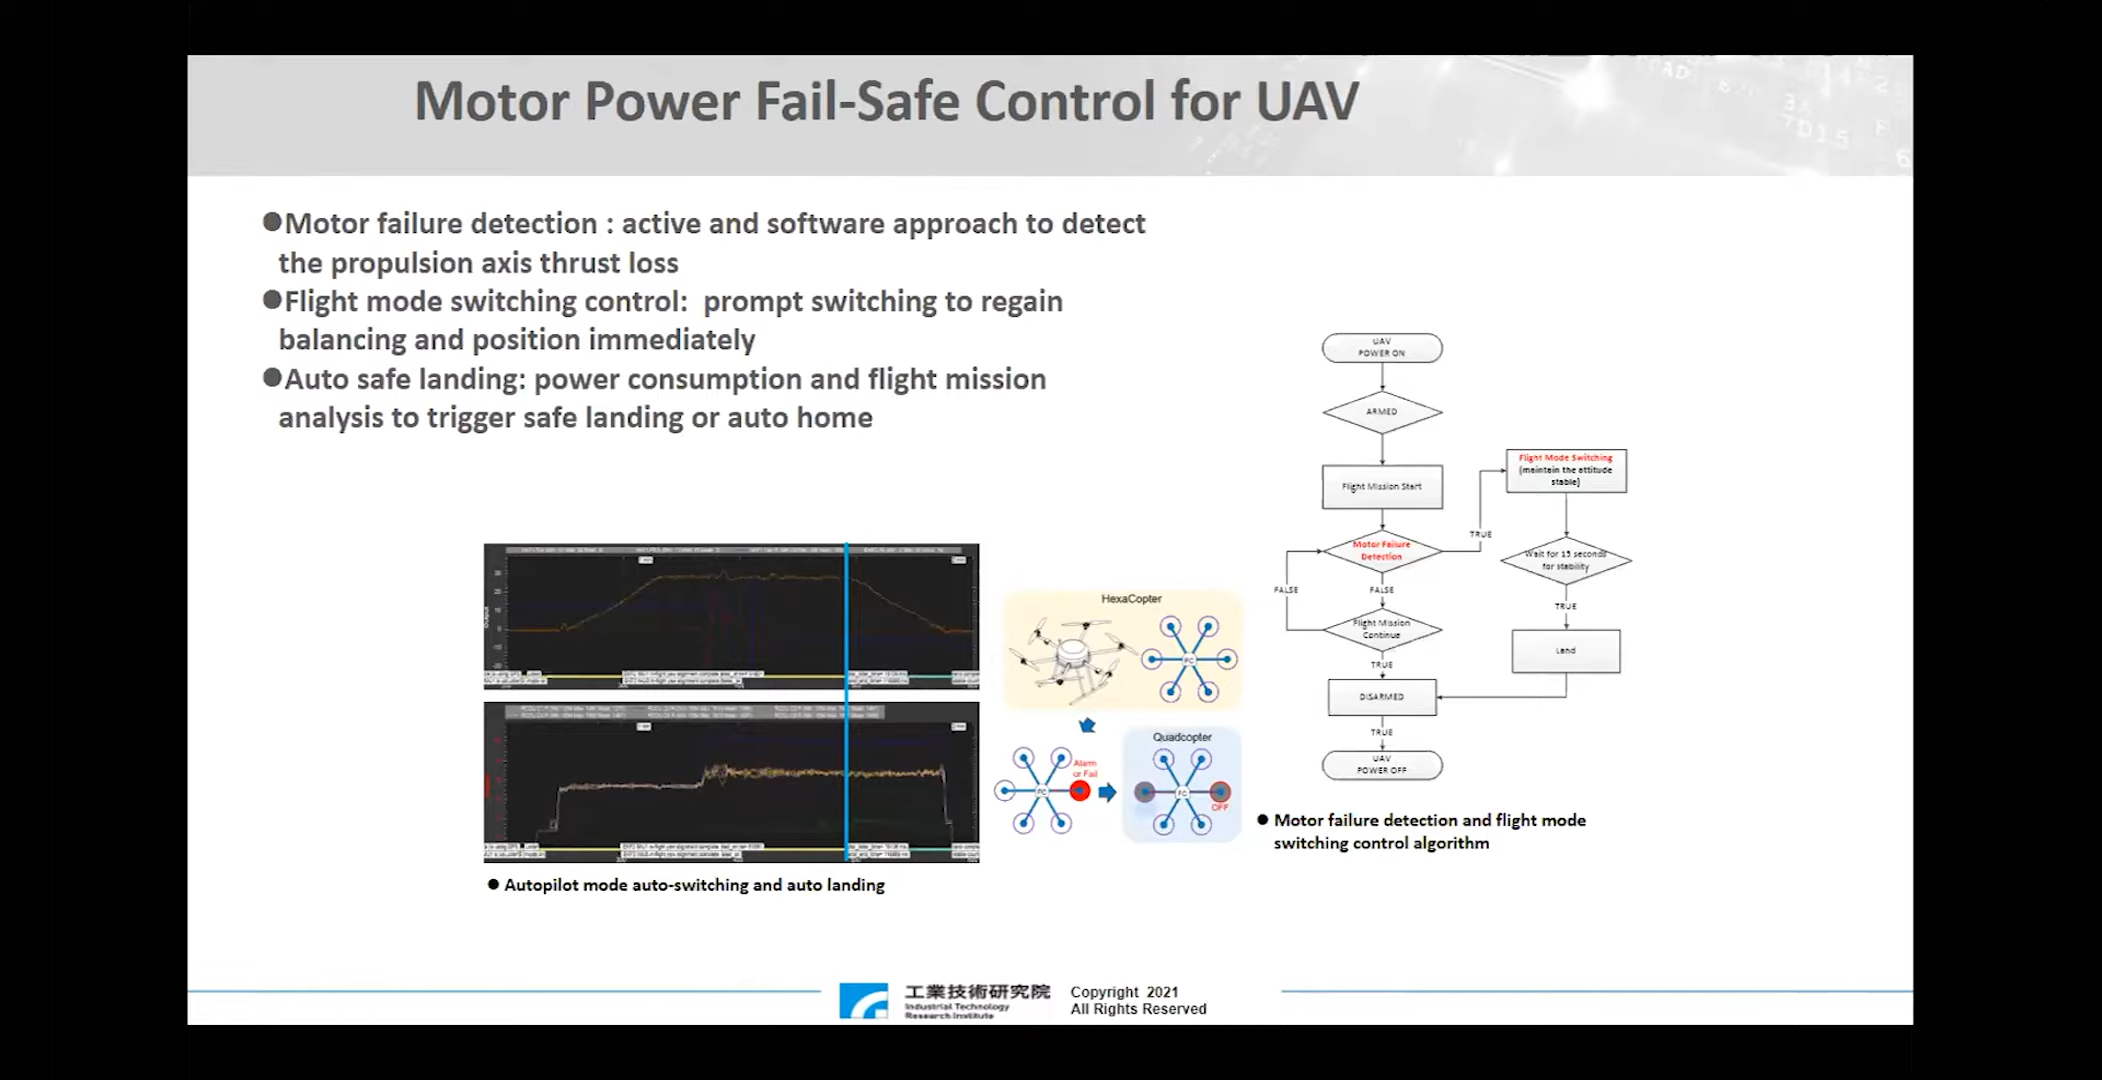 Motor Power Fail-Safe Control for UAV
●Motor failure detection : active and software approach to detect
the propulsion axis thrust loss
●Flight mode switching control: prompt switching to regain
balancing and position immediately
●Auto safe landing: power consumption and flight mission
analysis to trigger safe landing or auto home
UAV
POWER ON
ARMED
Flight Mission Start
Motor Failure
Detection
TRUE
FALSE
FALSE
Flight Mission
Continue
TRUE
DISARMED
TRUE
UAV
POWER OFF
Flight Mode Switching
(maintain the attitude
stable)
Wait for 15 seconds
for stability
TRUE
Land
HexaCopter
FC
Alarm
or Fail
FC
Quadcopter
FC
OFF
● Autopilot mode auto-switching and auto landing
● Motor failure detection and flight mode
switching control algorithm
工業技術研究院
Industrial Technology
Research Institute
Copyright 2021
All Rights Reserved